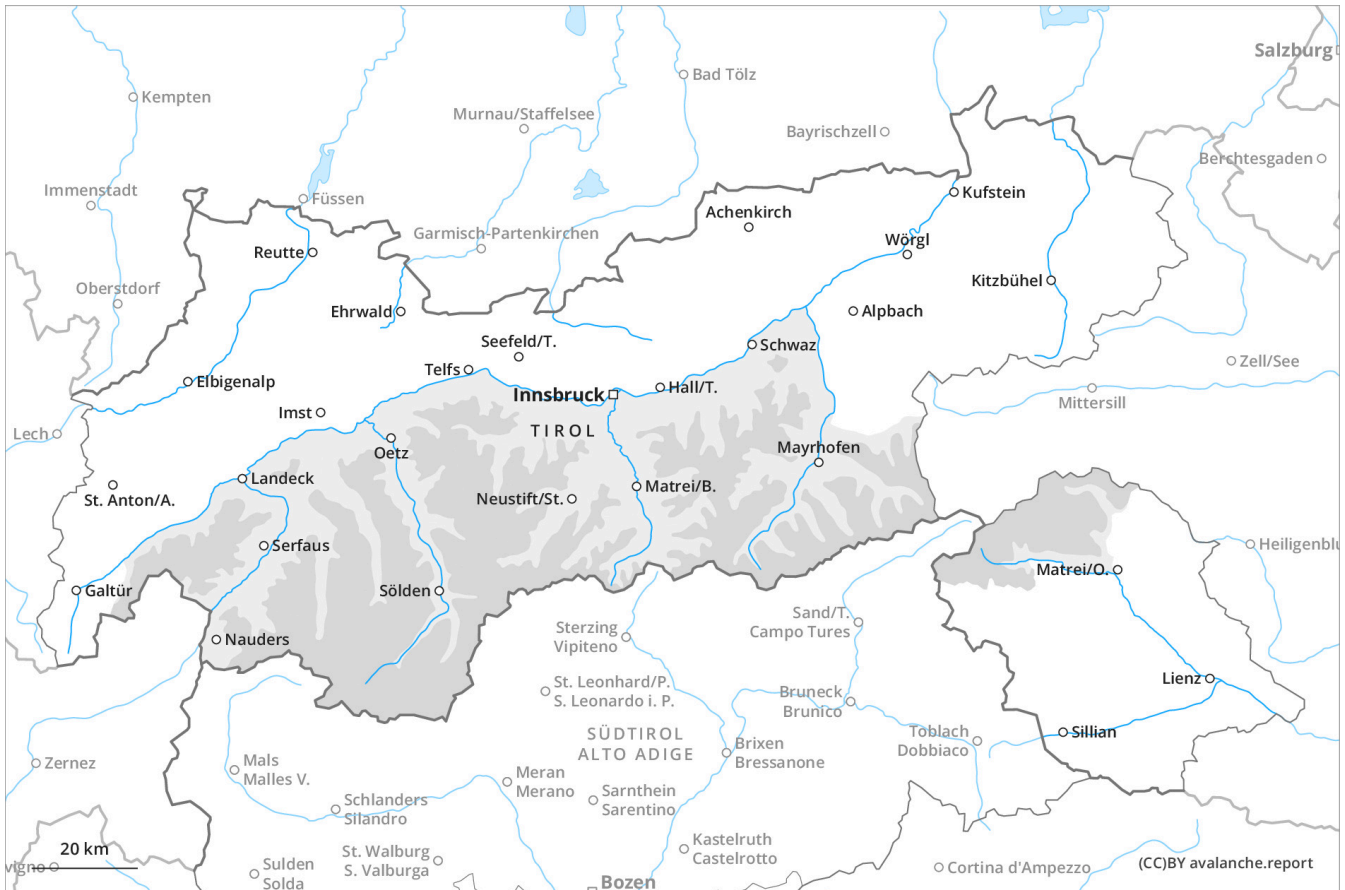 Salzburg
Kempten
Bad Tölz
Murnau/Staffelsee
Bayrischzell
Berchtesgaden
Immenstadt
Füssen
Kufstein
Achenkirch
Garmisch-Partenkirchen
Wörgl
Reutte
Kitzbühel
Oberstdorf
Ehrwald
Alpbach
Seefeld/T.
Schwaz
Zell/See
Telfs
Elbigenalp
Innsbruck
Hall/T.
Mittersill
Imst
TIROL
Lech
Oetz
Mayrhofen
Landeck
Matrei/B.
St. Anton/A.
Neustift/St.
Serfaus
Matrei/O.
Galtür
Sölden
Sand/T.
Campo Tures
Nauders
Sterzing
Vipiteno
St. Leonhard/P.
S. Leonardo i. P.
Lienz
Bruneck
Brunico
SÜDTIROL
ALTO ADIGE
Toblach
Dobbiaco
Sillian
Brixen
Bressanone
Zernez
Mals
Malles V.
Meran
Merano
Sarnthein
Sarentino
Schlanders
Silandro
Kastelruth
Castelrotto
20 km
St. Walburg
S. Valburga
Sulden
Solda
Cortina d'Ampezzo
(CC)BY avalanche.report
Bozen